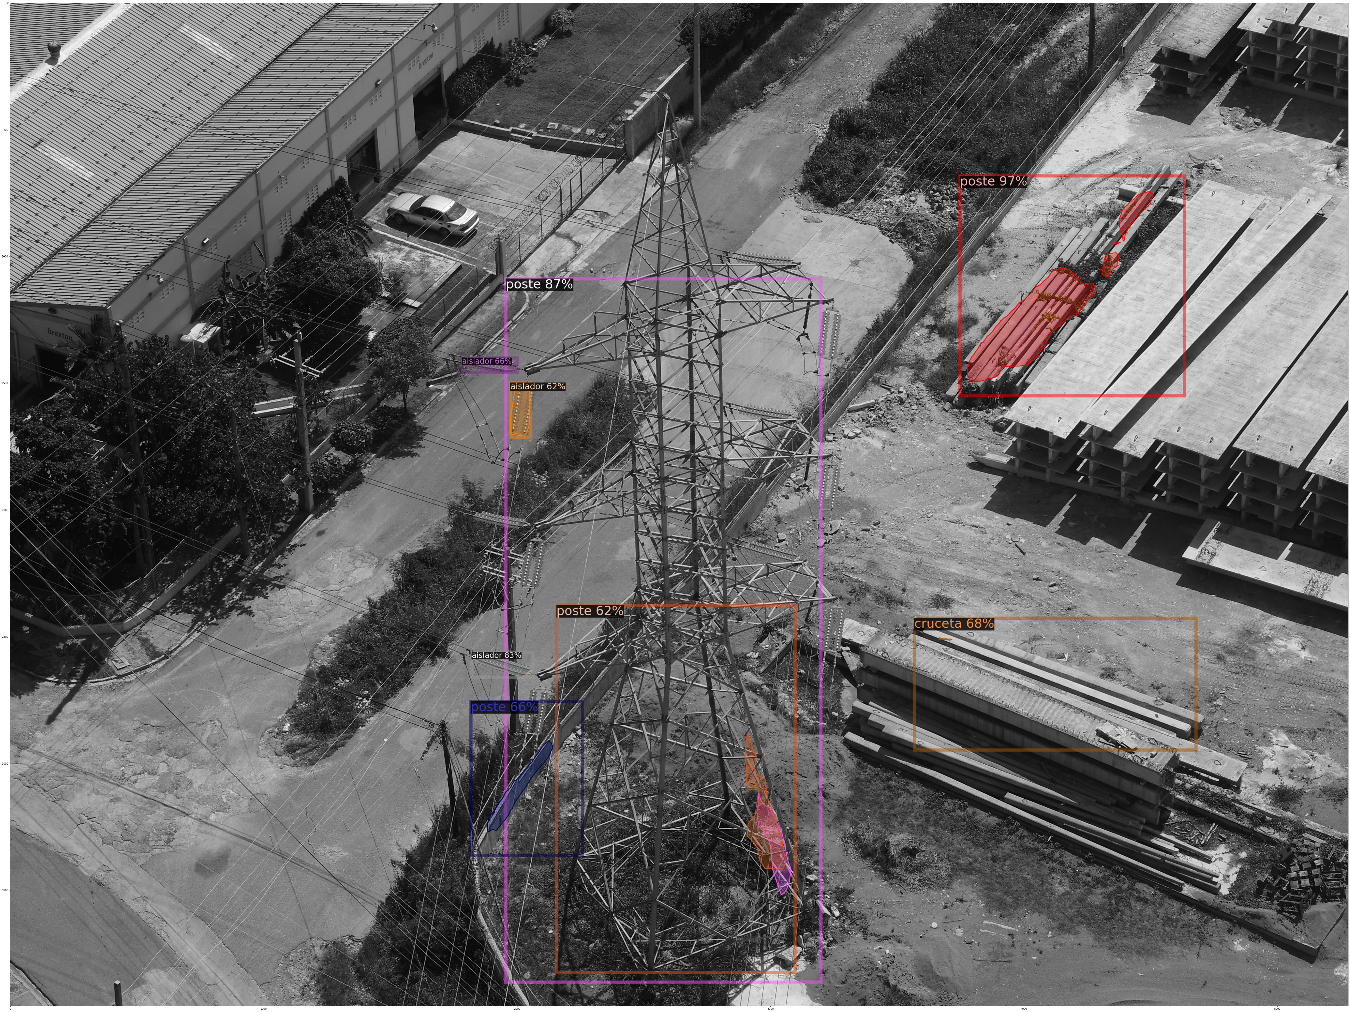 poste 97%
poste 87%
aislador 66%
aislador 62%
poste 62%
cruceta 68%
aislador 83%
poste 66%